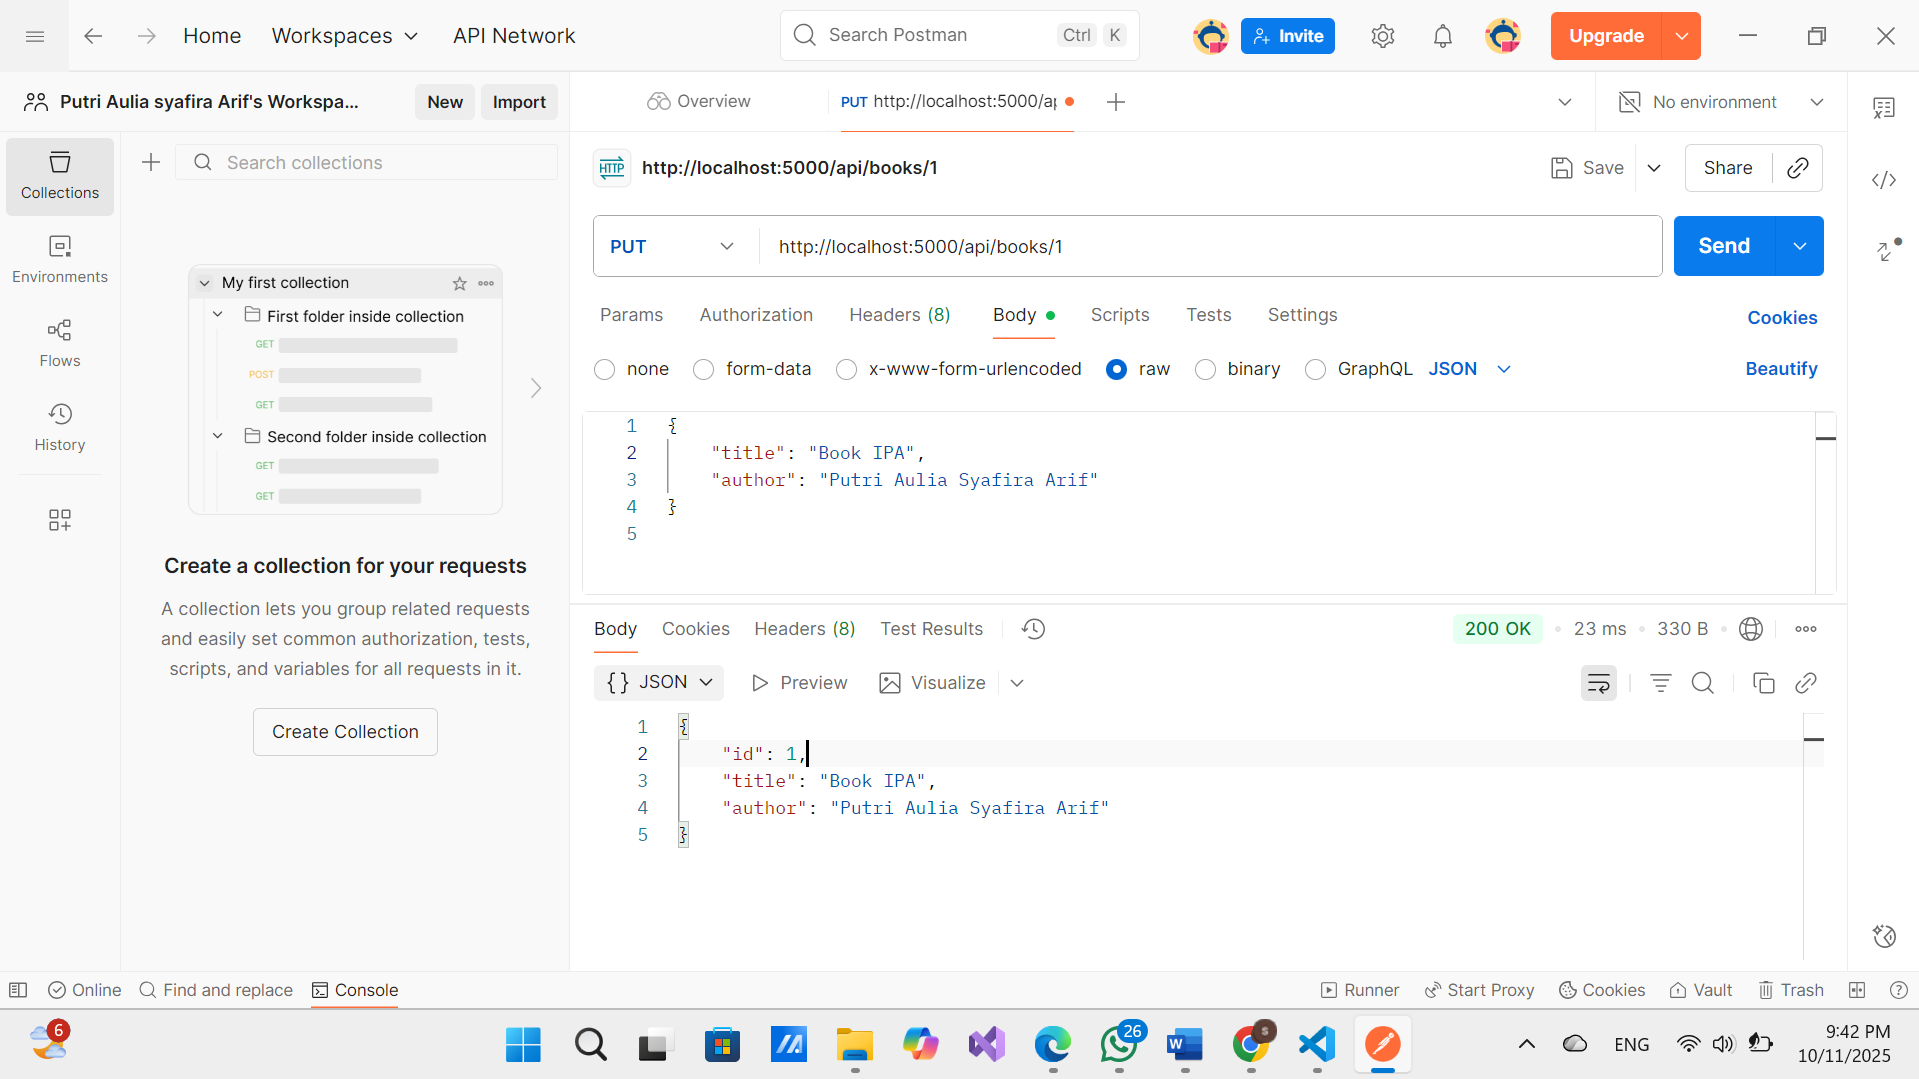 Home
Workspaces
API Network
Search Postman
Ctrl K
Invite
Upgrade
Putri Aulia syafira Arif's Workspa...
New
Import
Overview
PUT http://localhost:5000/ap
No environment
Collections
Environments
Flows
History
Search collections
My first collection
First folder inside collection
GET
POST
GET
Second folder inside collection
GET
GET
Create a collection for your requests
A collection lets you group related requests
and easily set common authorization, tests,
scripts, and variables for all requests in it.
Create Collection
HTTP http://localhost:5000/api/books/1
Save
Share
PUT http://localhost:5000/api/books/1
Send
Params Authorization Headers (8) Body Scripts Tests Settings
Cookies
none form-data x-www-form-urlencoded raw binary GraphQL JSON
Beautify
1 {
2 "title": "Book IPA",
3 "author": "Putri Aulia Syafira Arif"
4 }
5
Body Cookies Headers (8) Test Results
200 OK • 23 ms • 330 B
{} JSON Preview Visualize
1 {
2 "id": 1,
3 "title": "Book IPA",
4 "author": "Putri Aulia Syafira Arif"
5 }
Online Find and replace Console
Runner Start Proxy Cookies Vault Trash
6
26
W
S
ENG
9:42 PM
10/11/2025